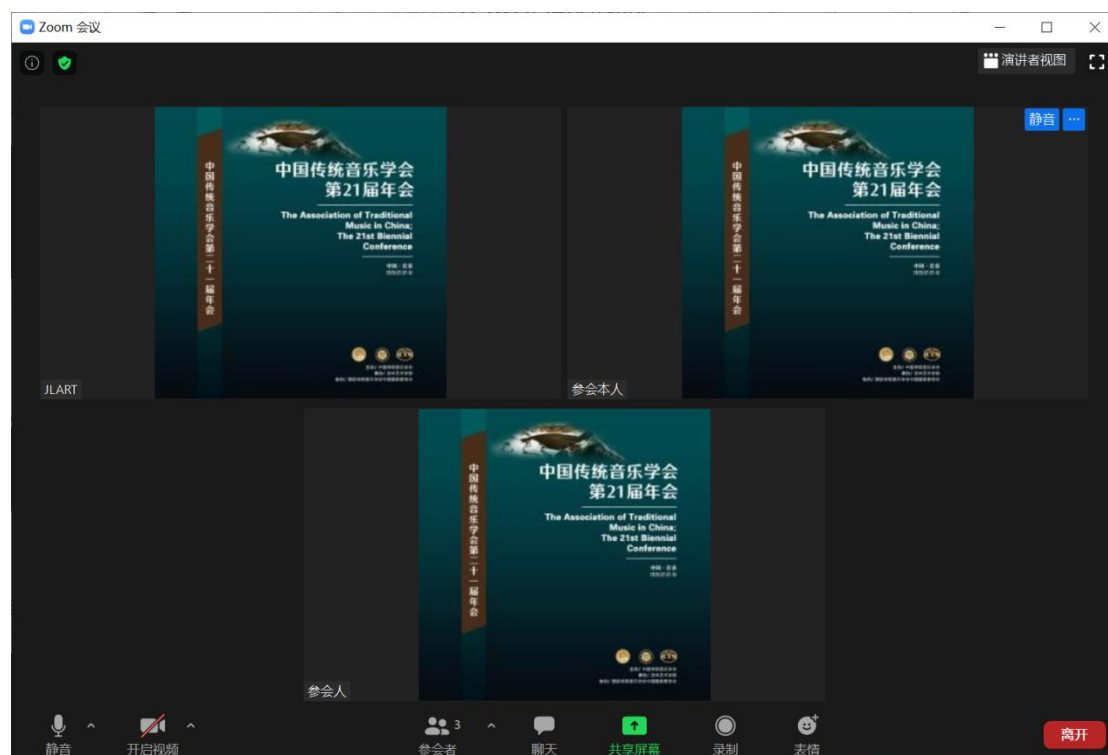 Zoom 会议
演讲者视图
中国传统音乐学会第二十一届年会
中国传统音乐学会
第21届年会
The Association of Traditional
Music in China;
The 21st Biennial
Conference
JLART
静音
中国传统音乐学会第二十一届年会
中国传统音乐学会
第21届年会
The Association of Traditional
Music in China;
The 21st Biennial
Conference
参会本人
中国传统音乐学会第二十一届年会
中国传统音乐学会
第21届年会
The Association of Traditional
Music in China;
The 21st Biennial
Conference
参会人
静音
开启视频
3
参会者
聊天
共享屏幕
录制
表情
离开